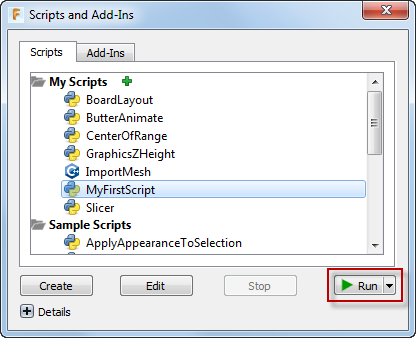 Scripts and Add-Ins
Scripts Add-Ins
My Scripts
BoardLayout
ButterAnimate
CenterOfRange
GraphicsZHeight
ImportMesh
MyFirstScript
Slicer
Sample Scripts
ApplyAppearanceToSelection
Create Edit Stop Run
Details